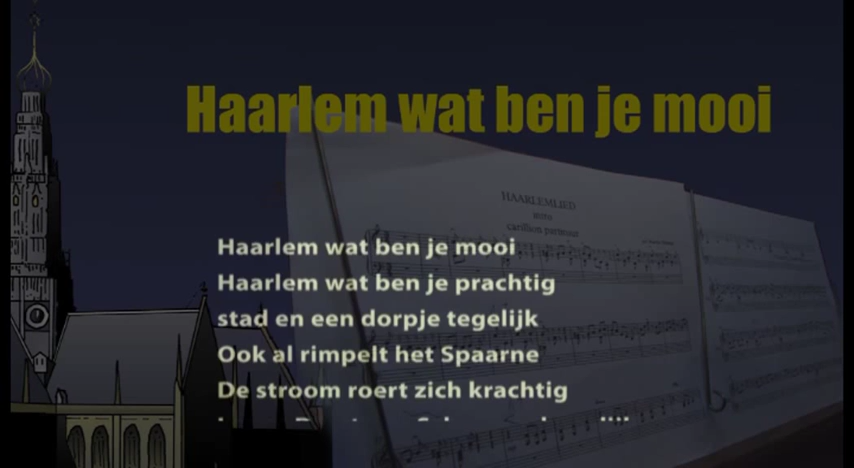 Haarlem wat ben je mooi
HAARLEMLIED
carillon partituur
Haarlem wat ben je mooi
Haarlem wat ben je prachtig
stad en een dorpje tegelijk
Ook al rimpelt het Spaarne
De stroom roert zich krachtig